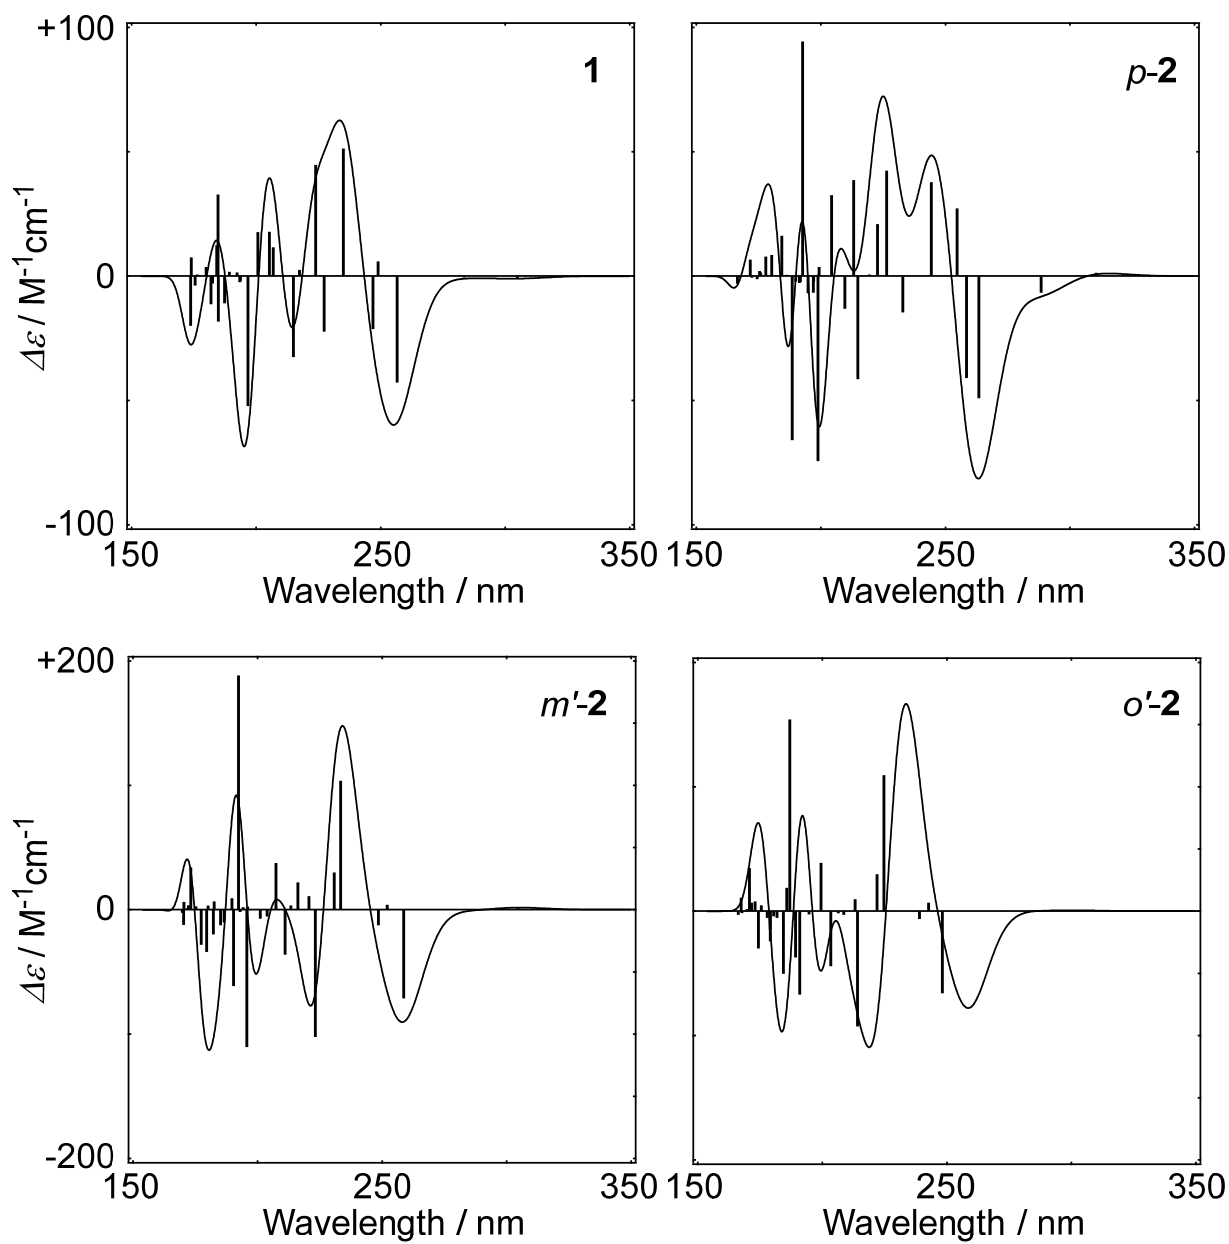 +100
1
p-2
Δε / M⁻¹cm⁻¹
0
-100
150 250 350 150 250 350
Wavelength / nm Wavelength / nm
+200
m'-2
o'-2
Δε / M⁻¹cm⁻¹
0
-200
150 250 350 150 250 350
Wavelength / nm Wavelength / nm